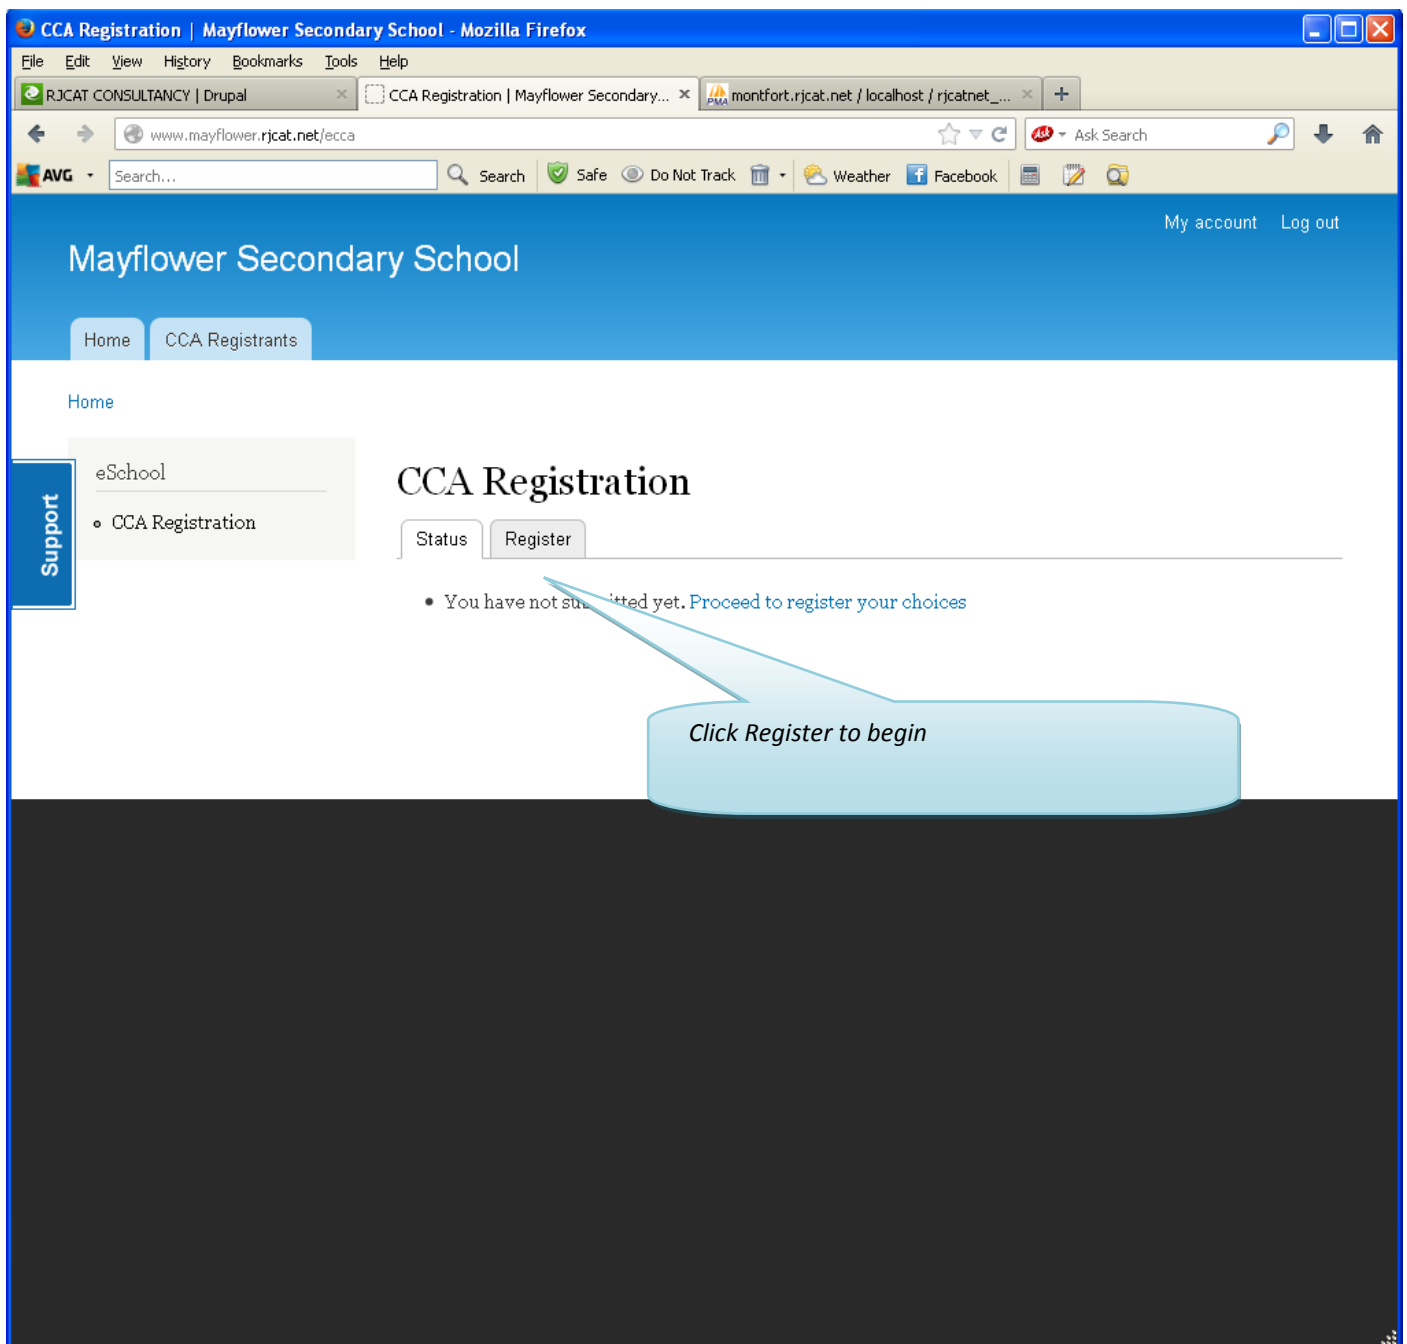 CCA Registration | Mayflower Secondary School - Mozilla Firefox
File Edit View History Bookmarks Tools Help
RJCAT CONSULTANCY | Drupal
CCA Registration | Mayflower Secondary...
PMA
montfort.rjcat.net / localhost / rjcatnet_...
www.mayflower.rjcat.net/ecca
Ask
Ask Search
AVG
Search...
Search
Safe
Do Not Track
Weather
Facebook
My account Log out
Mayflower Secondary School
Home
CCA Registrants
Home
Support
eSchool
CCA Registration
CCA Registration
Status
Register
You have not submitted yet. Proceed to register your choices
Click Register to begin